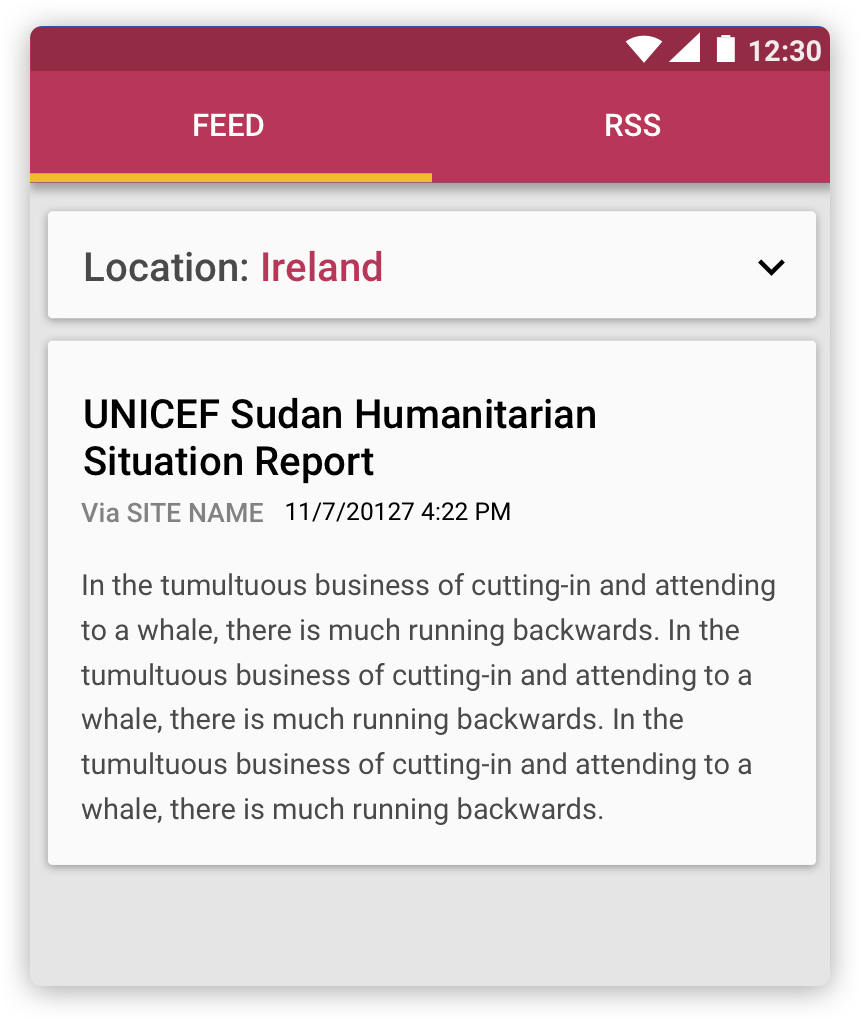 12:30
FEED RSS
Location: Ireland
UNICEF Sudan Humanitarian
Situation Report
Via SITE NAME 11/7/20127 4:22 PM
In the tumultuous business of cutting-in and attending
to a whale, there is much running backwards. In the
tumultuous business of cutting-in and attending to a
whale, there is much running backwards. In the
tumultuous business of cutting-in and attending to a
whale, there is much running backwards.